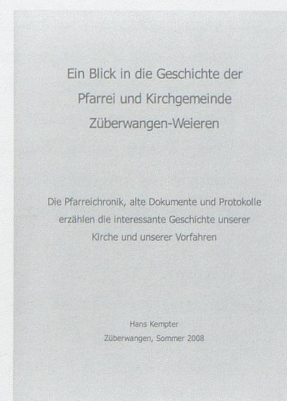 Ein Blick in die Geschichte der
Pfarrei und Kirchgemeinde
Züberwangen-Weieren
Die Pfarreichronik, alte Dokumente und Protokolle
erzählen die interessante Geschichte unserer
Kirche und unserer Vorfahren
Hans Kempter
Züberwangen, Sommer 2008